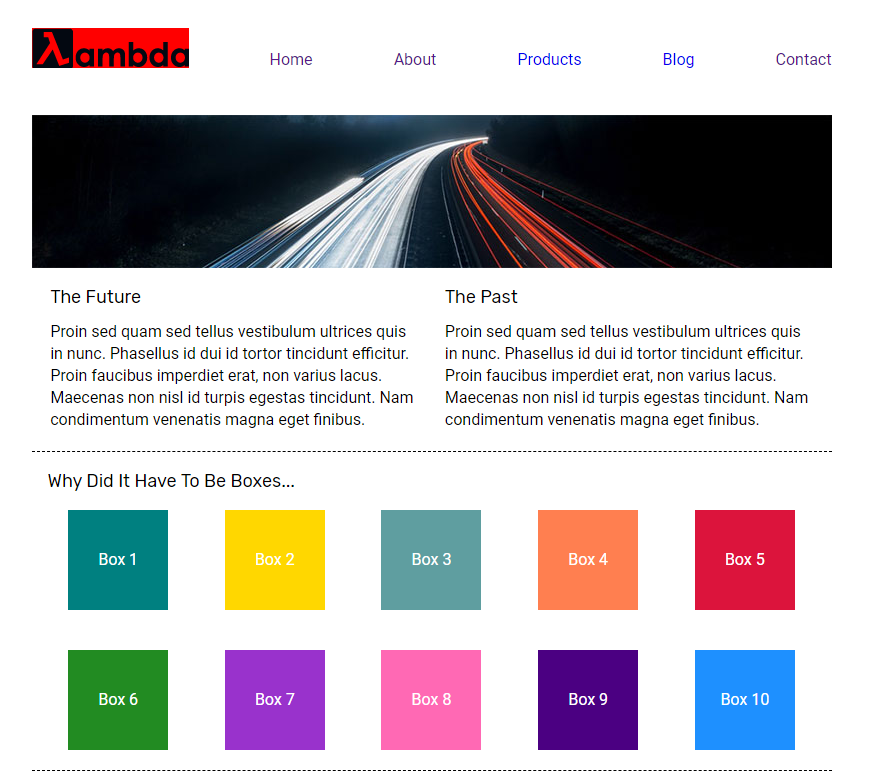 λambda
Home About Products Blog Contact
The Future
Proin sed quam sed tellus vestibulum ultrices quis
in nunc. Phasellus id dui id tortor tincidunt efficitur.
Proin faucibus imperdiet erat, non varius lacus.
Maecenas non nisl id turpis egestas tincidunt. Nam
condimentum venenatis magna eget finibus.
The Past
Proin sed quam sed tellus vestibulum ultrices quis
in nunc. Phasellus id dui id tortor tincidunt efficitur.
Proin faucibus imperdiet erat, non varius lacus.
Maecenas non nisl id turpis egestas tincidunt. Nam
condimentum venenatis magna eget finibus.
Why Did It Have To Be Boxes...
Box 1 Box 2 Box 3 Box 4 Box 5
Box 6 Box 7 Box 8 Box 9 Box 10